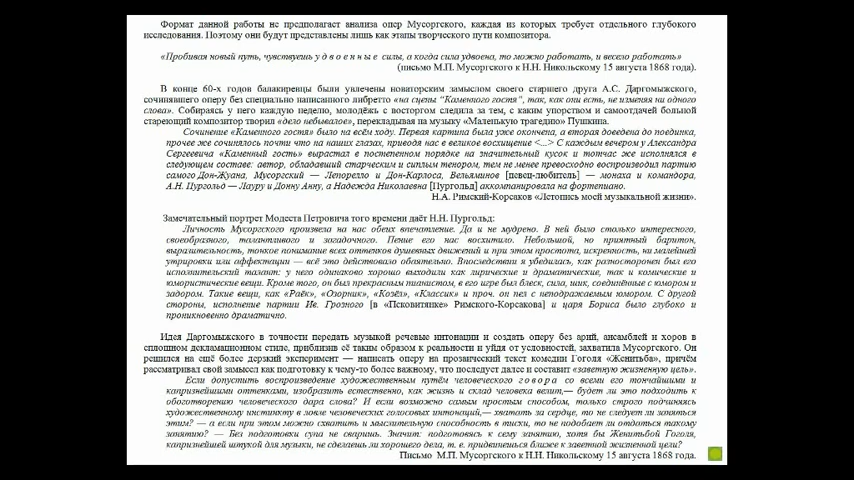 Формат данной работы не предполагает анализа опер Мусоргского, каждая из которых требует отдельного глубокого
исследования. Поэтому они будут представлены лишь как этапы творческого пути композитора.
«Пробивая новый путь, чувствуешь у д в о е н н ы е силы, а когда сила удвоена, то можно работать, и весело работать»
(письмо М.П. Мусоргского к Н.Н. Никольскому 15 августа 1868 года).
В конце 60-х годов балакиревцы были увлечены новаторским замыслом своего старшего друга А.С. Даргомыжского,
сочинявшего оперу без специально написанного либретто «на сцены "Каменного гостя", так, как они есть, не изменяя ни одного
слова». Собираясь у него каждую неделю, молодёжь с восторгом следила за тем, с каким упорством и самоотдачей больной
стареющий композитор творил «дело небывалое», перекладывая на музыку «Маленькую трагедию» Пушкина.
Сочинение «Каменного гостя» было на всём ходу. Первая картина была уже окончена, а вторая доведена до поединка,
прочее же сочинялось почти что на наших глазах, приводя нас в великое восхищение <...> С каждым вечером у Александра
Сергеевича «Каменный гость» вырастал в постепенном порядке на значительный кусок и тотчас же исполнялся в
следующем составе: автор, обладавший старческим и сиплым тенором, тем не менее превосходно воспроизводил партию
самого Дон-Жуана, Мусоргский — Лепорелло и Дон-Карлоса, Вельяминов [певец-любитель] — монаха и командора,
А.Н. Пургольд — Лауру и Донну Анну, а Надежда Николаевна [Пургольд] аккомпанировала на фортепиано.
Н.А. Римский-Корсаков «Летопись моей музыкальной жизни».
Замечательный портрет Модеста Петровича того времени даёт Н.Н. Пургольд:
Личность Мусоргского произвела на нас обеих впечатление. Да и не мудрено. В ней было столько интересного,
своеобразного, талантливого и загадочного. Пение его нас восхитило. Небольшой, но приятный баритон,
выразительность, тонкое понимание всех оттенков душевных движений и при этом простота, искренность, ни малейшей
утрировки или аффектации — всё это действовало обаятельно. Впоследствии я убедилась, как разносторонен был его
исполнительский талант: у него одинаково хорошо выходили как лирические и драматические, так и комические и
юмористические вещи. Кроме того, он был прекрасным пианистом, в его игре был блеск, сила, шик, соединённые с юмором и
задором. Такие вещи, как «Раёк», «Озорник», «Козёл», «Классик» и проч. он пел с неподражаемым юмором. С другой
стороны, исполнение партии Ив. Грозного [в «Псковитянке» Римского-Корсакова] и царя Бориса было глубоко и
проникновенно драматично.
Идея Даргомыжского в точности передать музыкой речевые интонации и создать оперу без арий, ансамблей и хоров в
сплошном декламационном стиле, приблизив её таким образом к реальности и уйдя от условностей, захватила Мусоргского. Он
решился на ещё более дерзкий эксперимент — написать оперу на прозаический текст комедии Гоголя «Женитьба», причём
рассматривал свой замысел как подготовку к чему-то более важному, что последует далее и составит «заветную жизненную цель».
Если допустить воспроизведение художественным путём человеческого г о в о р а со всеми его тончайшими и
капризнейшими оттенками, изобразить естественно, как жизнь и склад человека велит,— будет ли это подходить к
обоготворению человеческого дара слова? И если возможно самым простым способом, только строго подчиняясь
художественному инстинкту в ловле человеческих голосовых интонаций,— хватать за сердце, то не следует ли заняться
этим? — а если при этом можно схватить и мыслительную способность в тиски, то не подобает ли отдаться такому
занятию? — Без подготовки супа не сваришь. Значит: подготовясь к сему занятию, хотя бы Женитьбой Гоголя,
капризнейшей штукой для музыки, не сделаешь ли хорошего дела, т. е. придвинешься ближе к заветной жизненной цели?
Письмо М.П. Мусоргского к Н.Н. Никольскому 15 августа 1868 года.